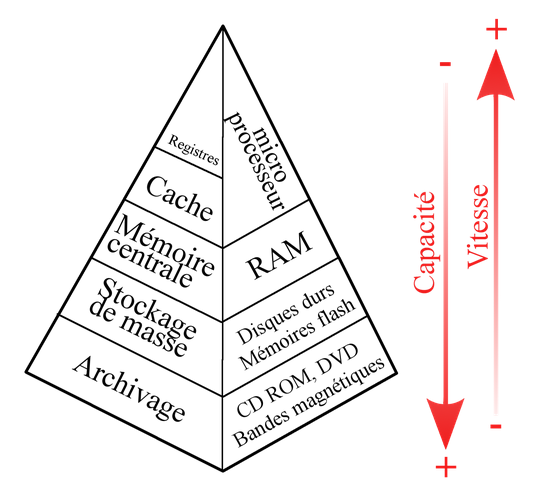 Registres
Cache
Mémoire
centrale
Stockage
de masse
Archivage
micro
processeur
RAM
Disques durs
Mémoires flash
CD ROM, DVD
Bandes magnétiques
-
Capacité
+
+
Vitesse
-